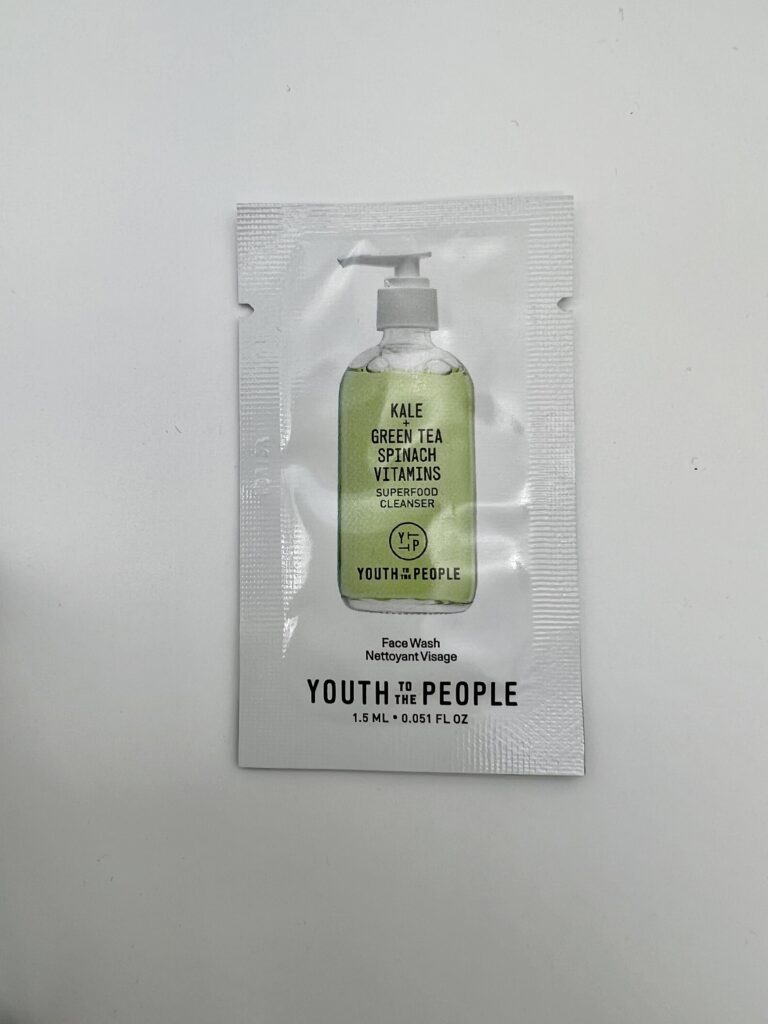 KALE
+
GREEN TEA
SPINACH
VITAMINS
SUPERFOOD
CLEANSER
Y TT P
YOUTH TO THE PEOPLE
Face Wash
Nettoyant Visage
YOUTH TO THE PEOPLE
1.5 ML • 0.051 FL OZ